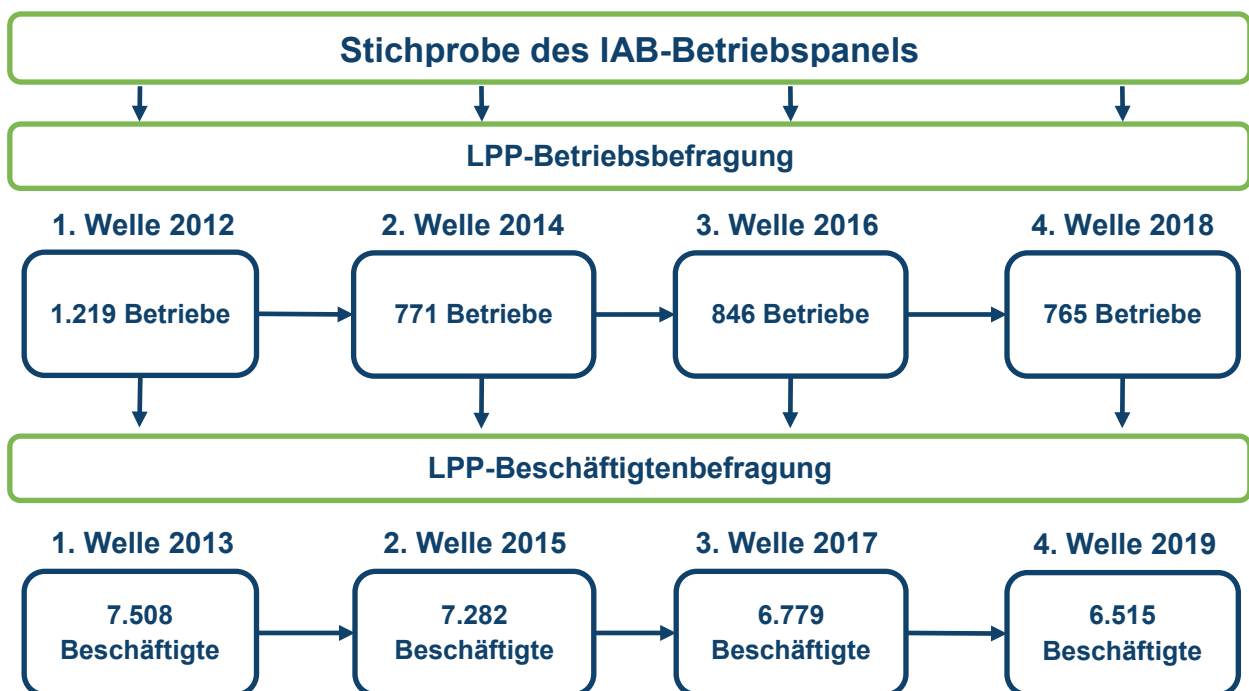 Stichprobe des IAB-Betriebspanels
LPP-Betriebsbefragung
1. Welle 2012
2. Welle 2014
3. Welle 2016
4. Welle 2018
1.219 Betriebe
771 Betriebe
846 Betriebe
765 Betriebe
LPP-Beschäftigtenbefragung
1. Welle 2013
2. Welle 2015
3. Welle 2017
4. Welle 2019
7.508
Beschäftigte
7.282
Beschäftigte
6.779
Beschäftigte
6.515
Beschäftigte